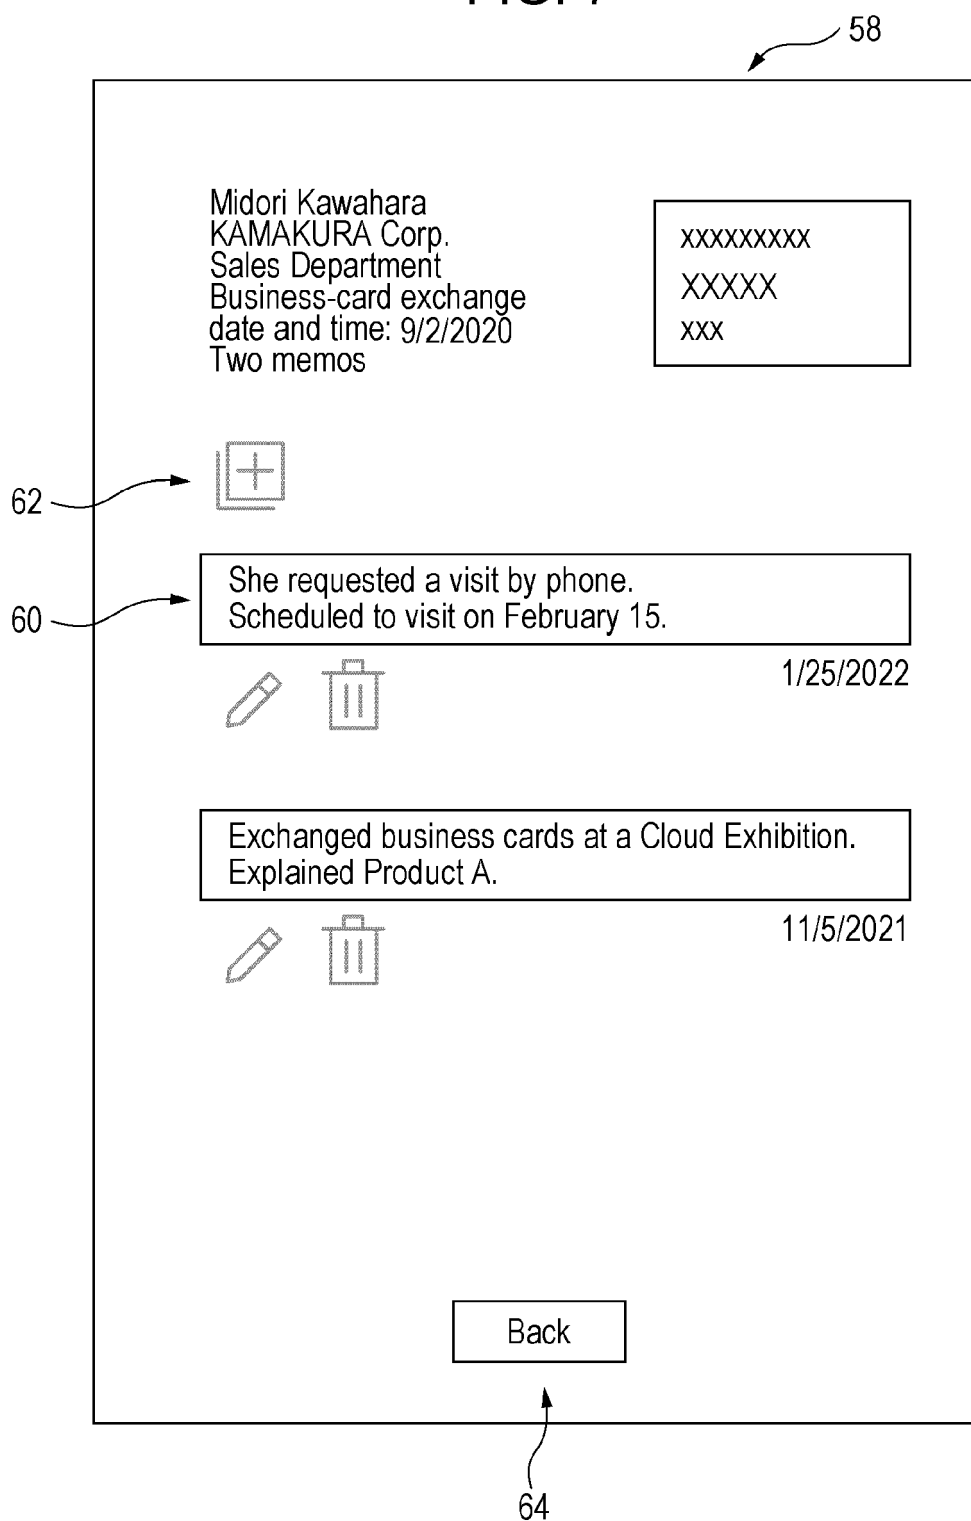 58
Midori Kawahara
KAMAKURA Corp.
Sales Department
Business-card exchange
date and time: 9/2/2020
Two memos
xxxxxxxxx
XXXXX
xxx
62
60
She requested a visit by phone.
Scheduled to visit on February 15.
1/25/2022
Exchanged business cards at a Cloud Exhibition.
Explained Product A.
11/5/2021
Back
64